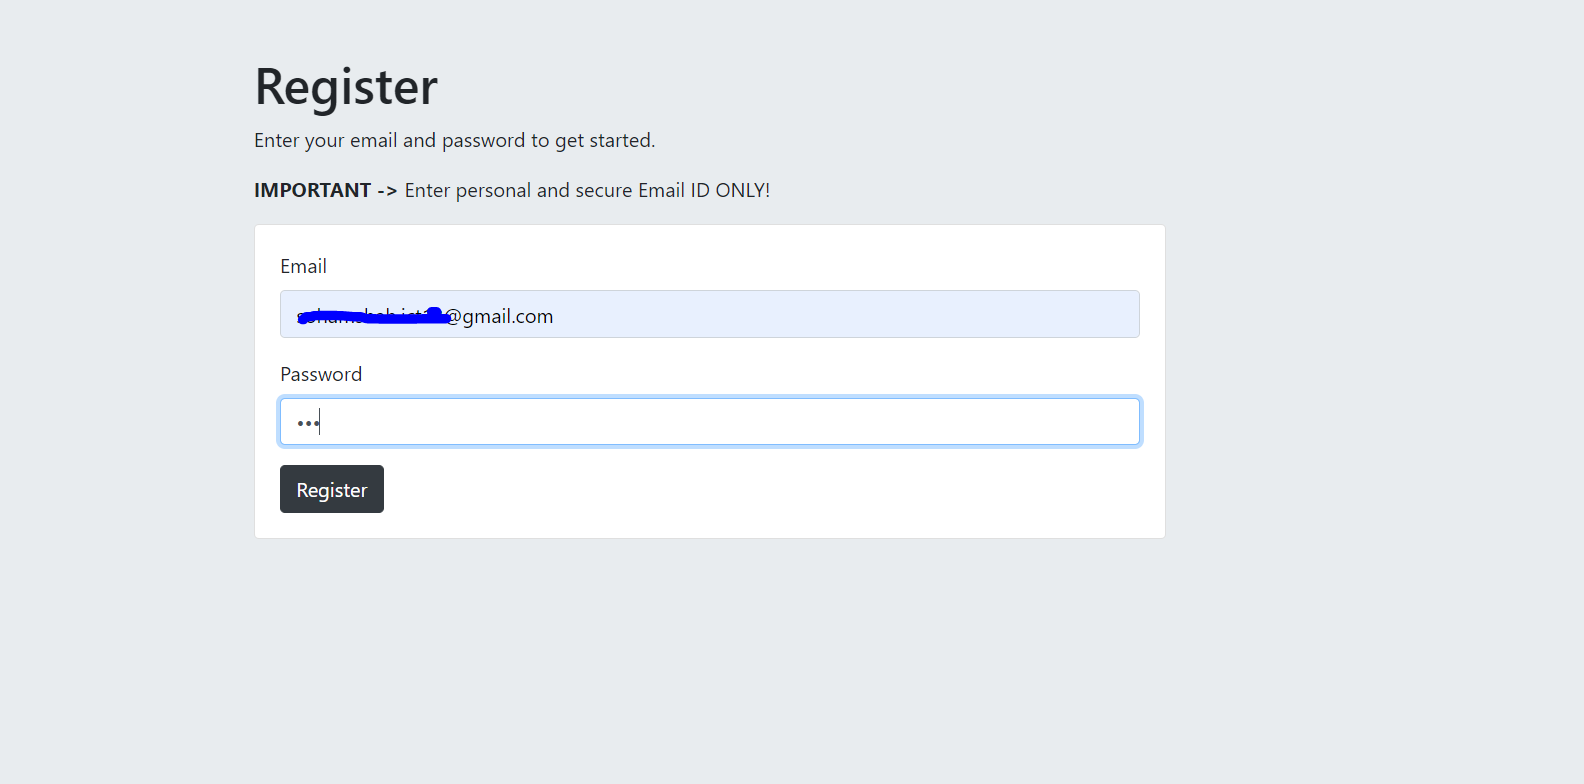 Register
Enter your email and password to get started.
IMPORTANT -> Enter personal and secure Email ID ONLY!
Email
@gmail.com
Password
Register